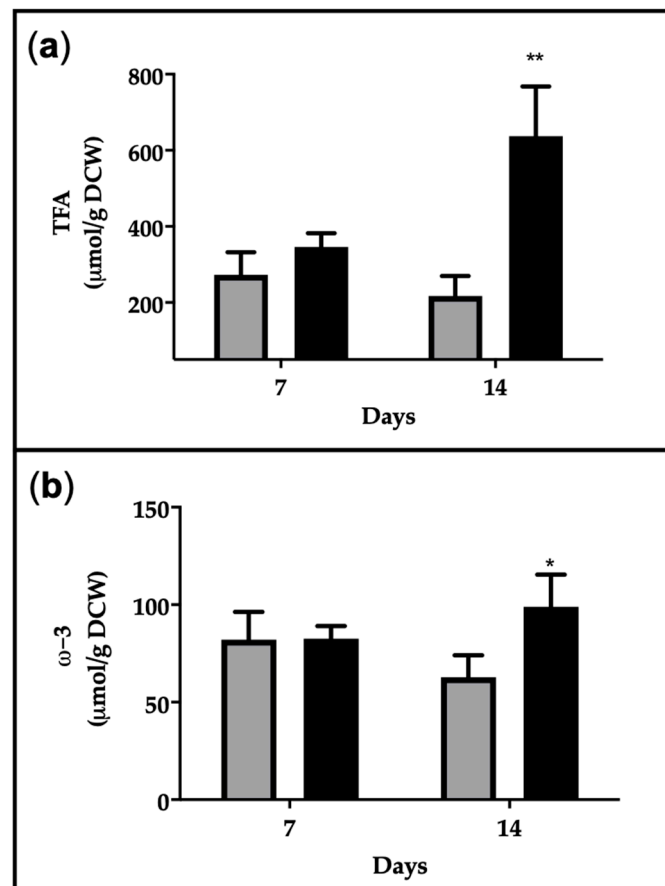 (a)
**
800
600
400
200
TFA
(μmol/g DCW)
7
14
Days
(b)
150
100
50
0
*
ω-3
(μmol/g DCW)
7
14
Days